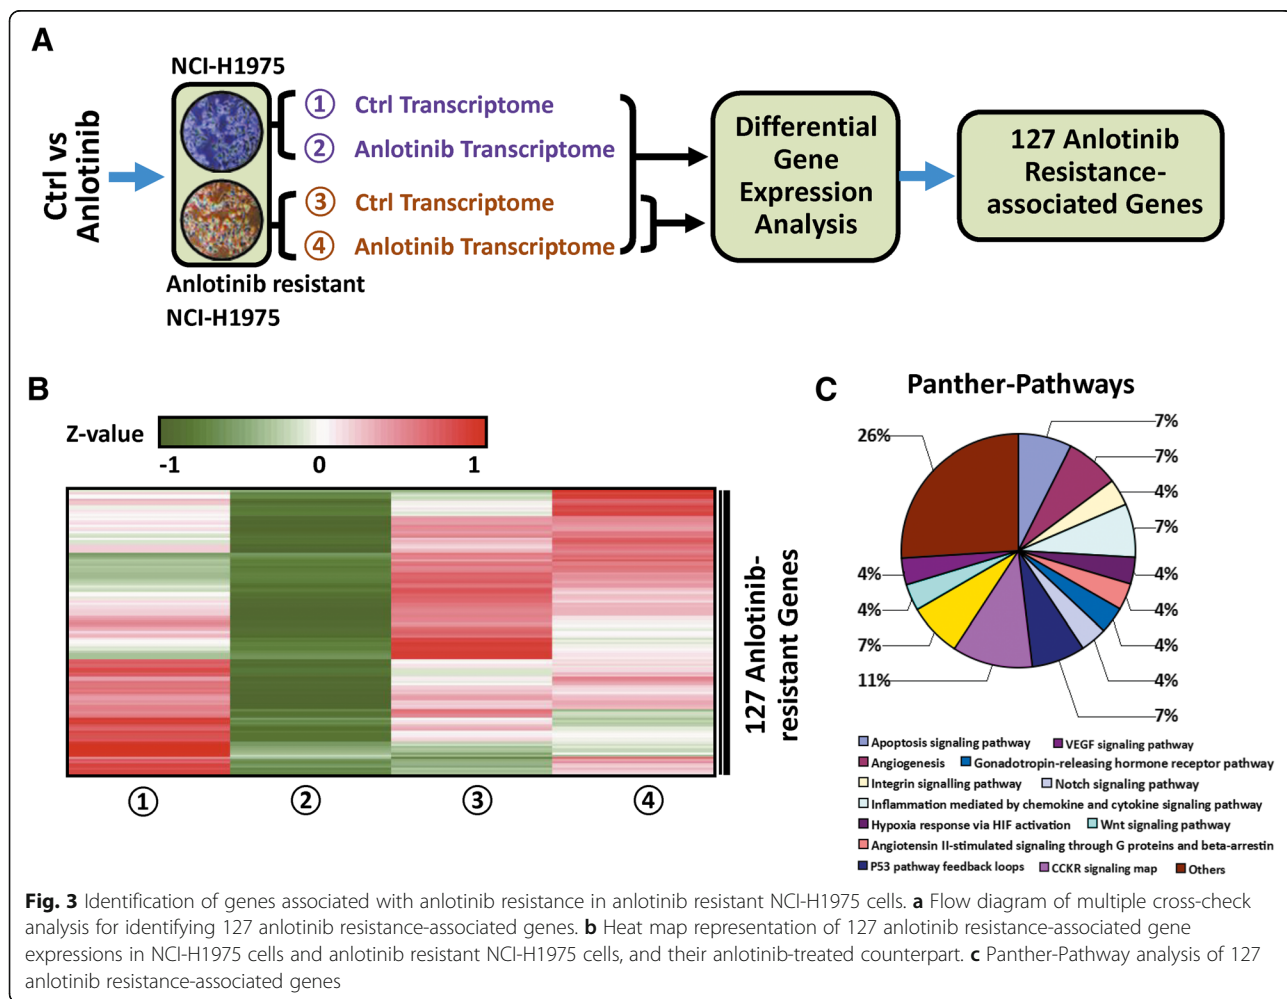 A
NCI-H1975
Ctrl vs
Anlotinib
① Ctrl Transcriptome
② Anlotinib Transcriptome
③ Ctrl Transcriptome
④ Anlotinib Transcriptome
Anlotinib resistant
NCI-H1975
Differential
Gene
Expression
Analysis
127 Anlotinib
Resistance-
associated Genes
B
Z-value
-1 0 1
127 Anlotinib-
resistant Genes
① ② ③ ④
C
Panther-Pathways
7%
7%
4%
7%
4%
4%
4%
4%
7%
11%
7%
4%
4%
26%
Apoptosis signaling pathway VEGF signaling pathway
Angiogenesis Gonadotropin-releasing hormone receptor pathway
Integrin signalling pathway Notch signaling pathway
Inflammation mediated by chemokine and cytokine signaling pathway
Hypoxia response via HIF activation Wnt signaling pathway
Angiotensin II-stimulated signaling through G proteins and beta-arrestin
P53 pathway feedback loops CCKR signaling map Others
Fig. 3 Identification of genes associated with anlotinib resistance in anlotinib resistant NCI-H1975 cells. a Flow diagram of multiple cross-check
analysis for identifying 127 anlotinib resistance-associated genes. b Heat map representation of 127 anlotinib resistance-associated gene
expressions in NCI-H1975 cells and anlotinib resistant NCI-H1975 cells, and their anlotinib-treated counterpart. c Panther-Pathway analysis of 127
anlotinib resistance-associated genes